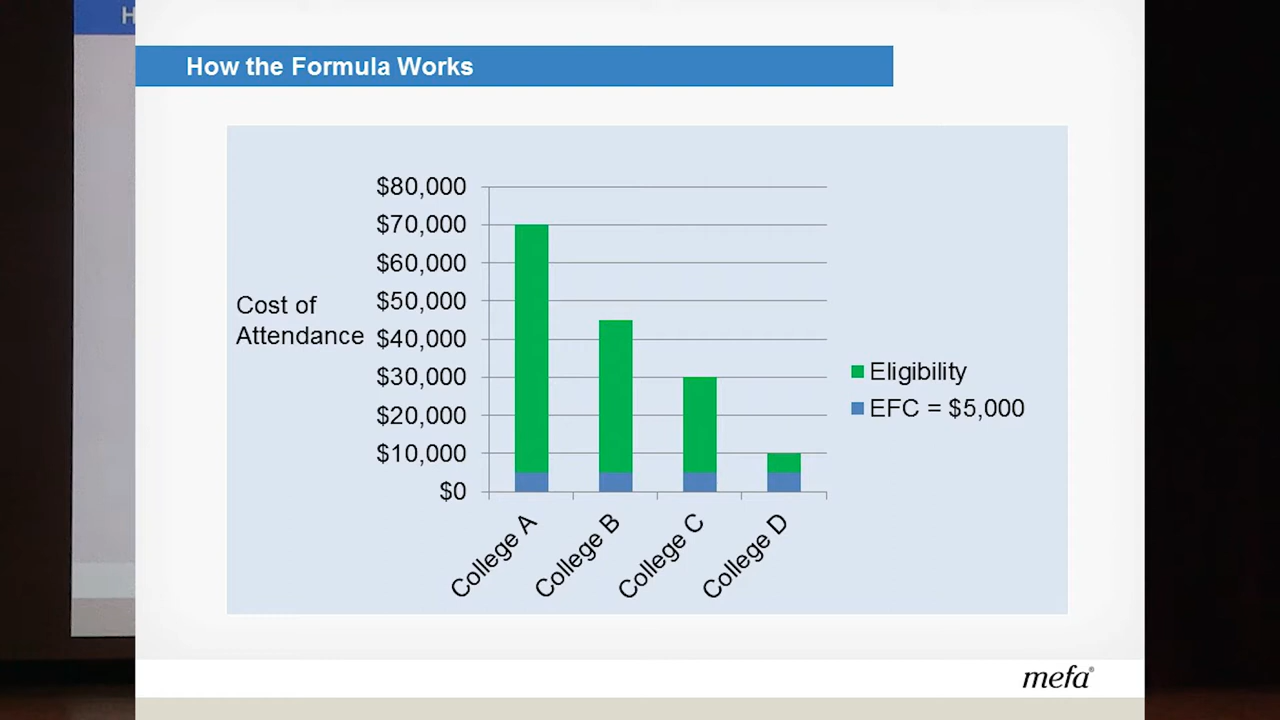 H
How the Formula Works
$80,000
$70,000
$60,000
$50,000
$40,000
$30,000
$20,000
$10,000
$0
Cost of
Attendance
College A
College B
College C
College D
Eligibility
EFC = $5,000
mefa®